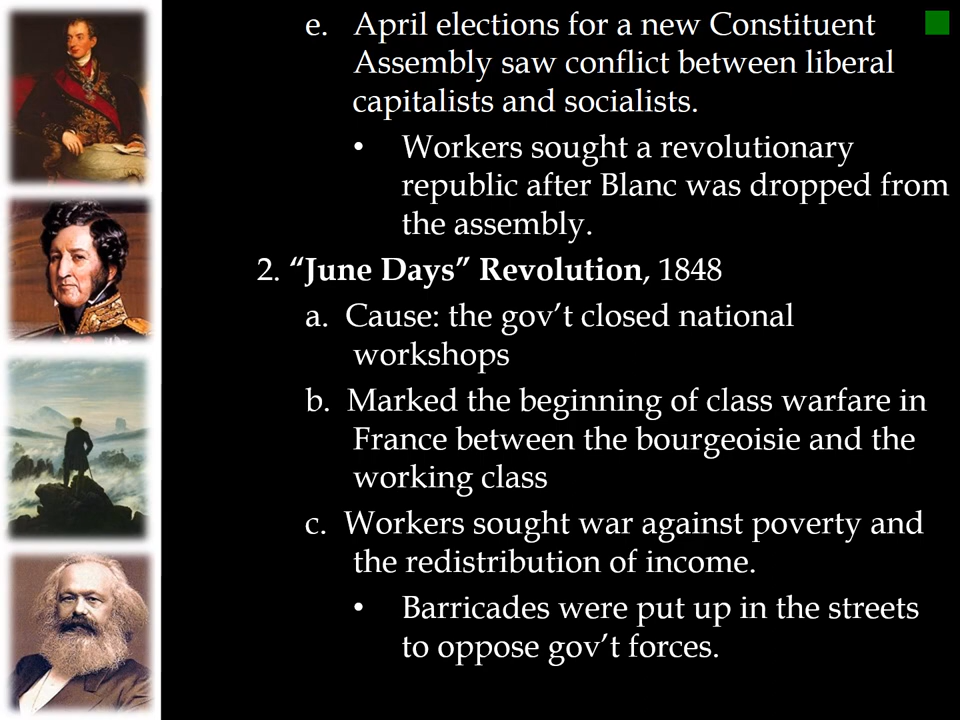 e. April elections for a new Constituent
Assembly saw conflict between liberal
capitalists and socialists.
• Workers sought a revolutionary
republic after Blanc was dropped from
the assembly.
2. “June Days” Revolution, 1848
a. Cause: the gov’t closed national
workshops
b. Marked the beginning of class warfare in
France between the bourgeoisie and the
working class
c. Workers sought war against poverty and
the redistribution of income.
• Barricades were put up in the streets
to oppose gov’t forces.